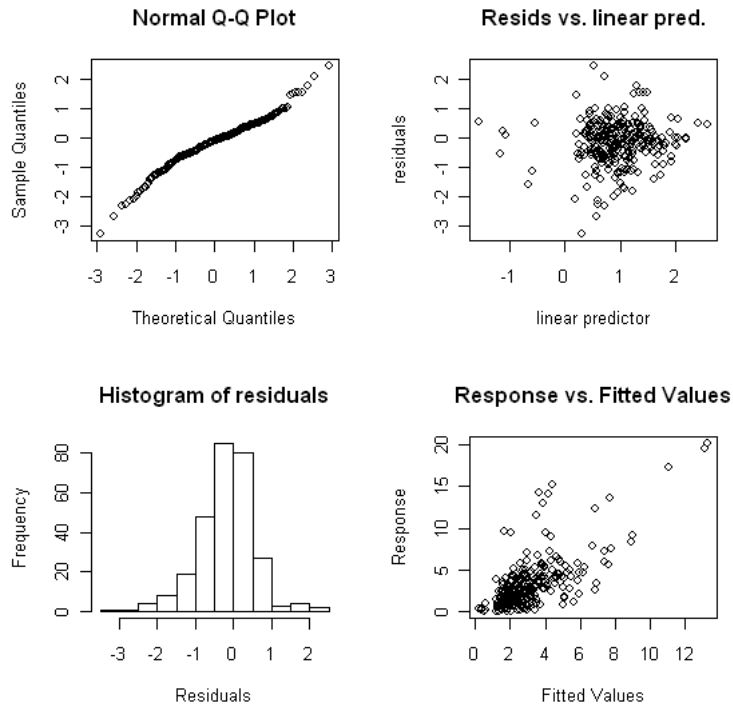 Normal Q-Q Plot
Sample Quantiles
2
1
0
-1
-2
-3
-3 -2 -1 0 1 2 3
Theoretical Quantiles
Resids vs. linear pred.
residuals
2
1
0
-1
-2
-3
-1 0 1 2
linear predictor
Histogram of residuals
Frequency
80
60
40
20
0
-3 -2 -1 0 1 2
Residuals
Response vs. Fitted Values
Response
20
15
10
5
0
0 2 4 6 8 10 12
Fitted Values